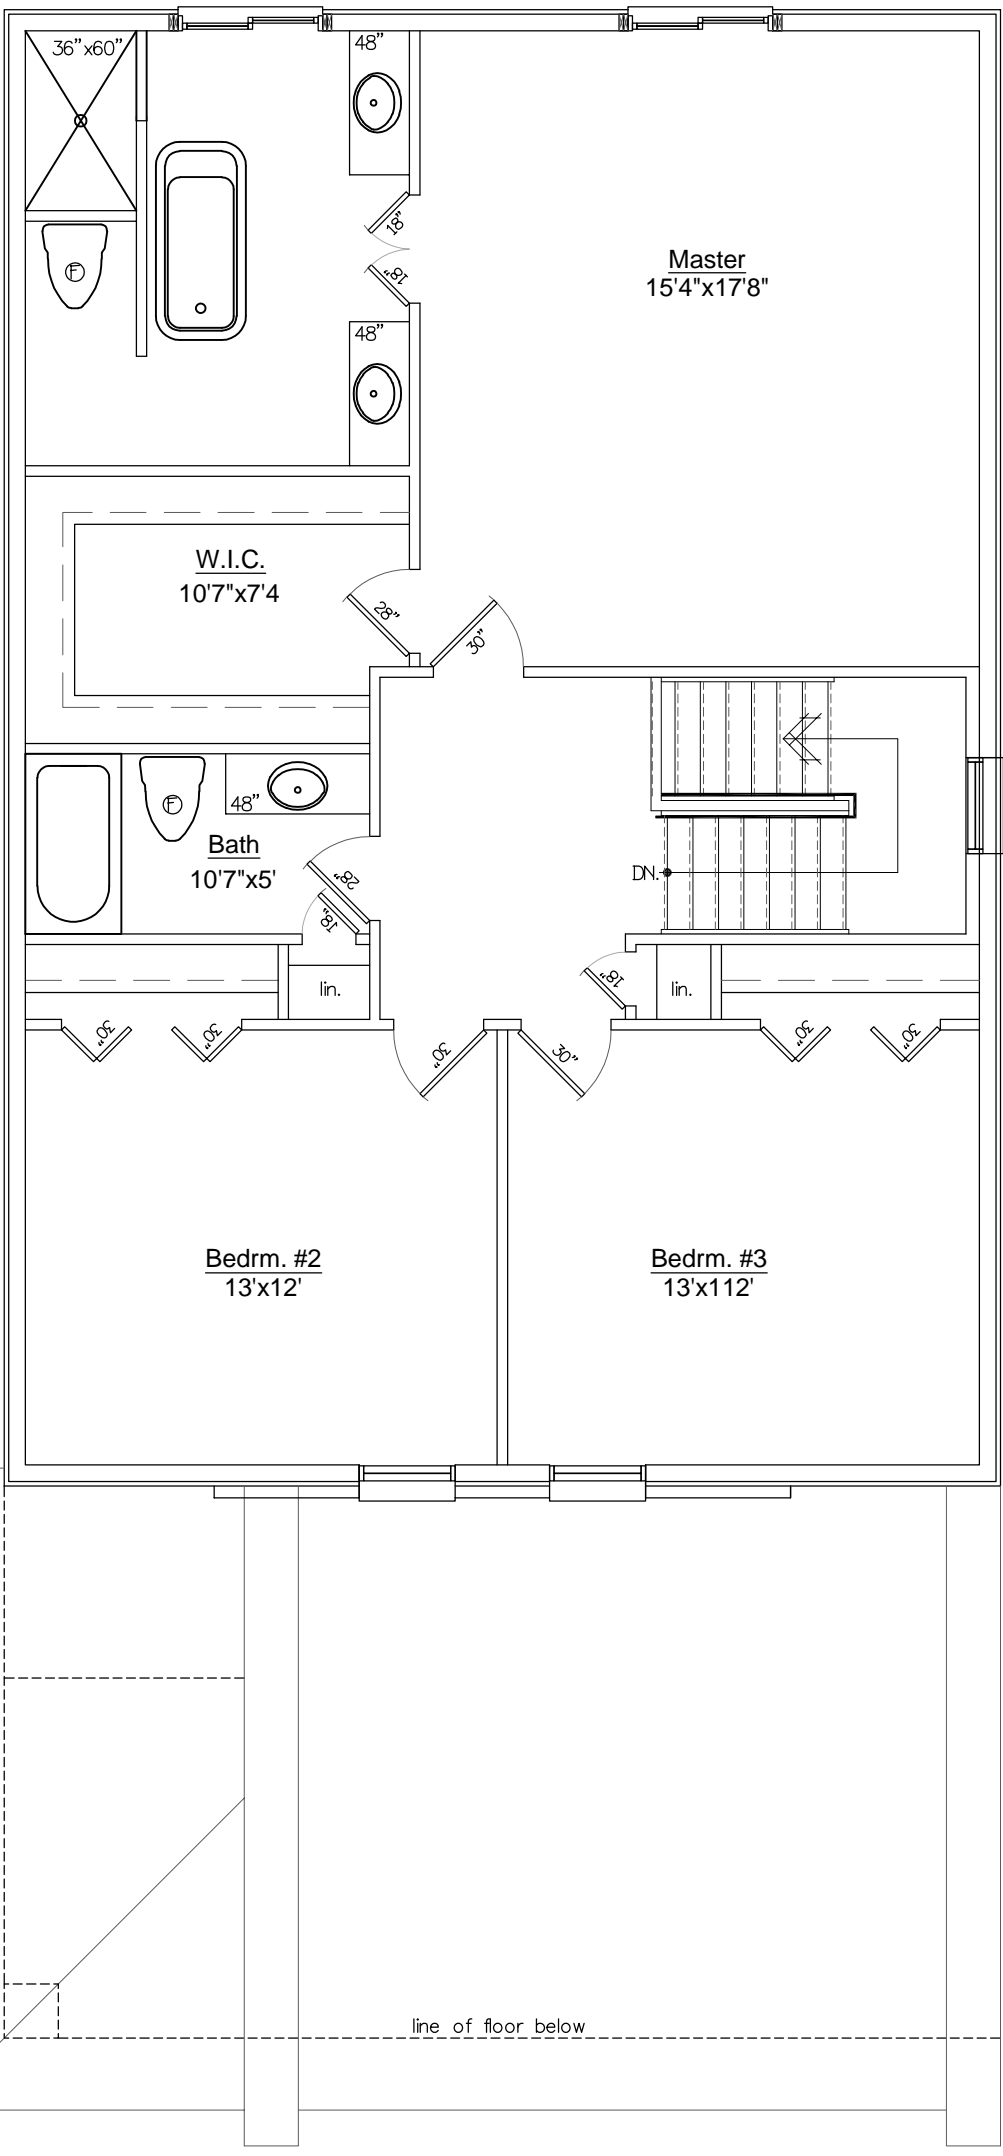 36"x60"
48"
18"
18"
Master
15'4"x17'8"
48"
W.I.C.
10'7"x7'4
28"
30"
F
F
48"
Bath
10'7"x5'
28"
18"
DN.
lin.
18"
lin.
30"
30"
30"
30"
30"
30"
Bedrm. #2
13'x12'
Bedrm. #3
13'x112'
line of floor below